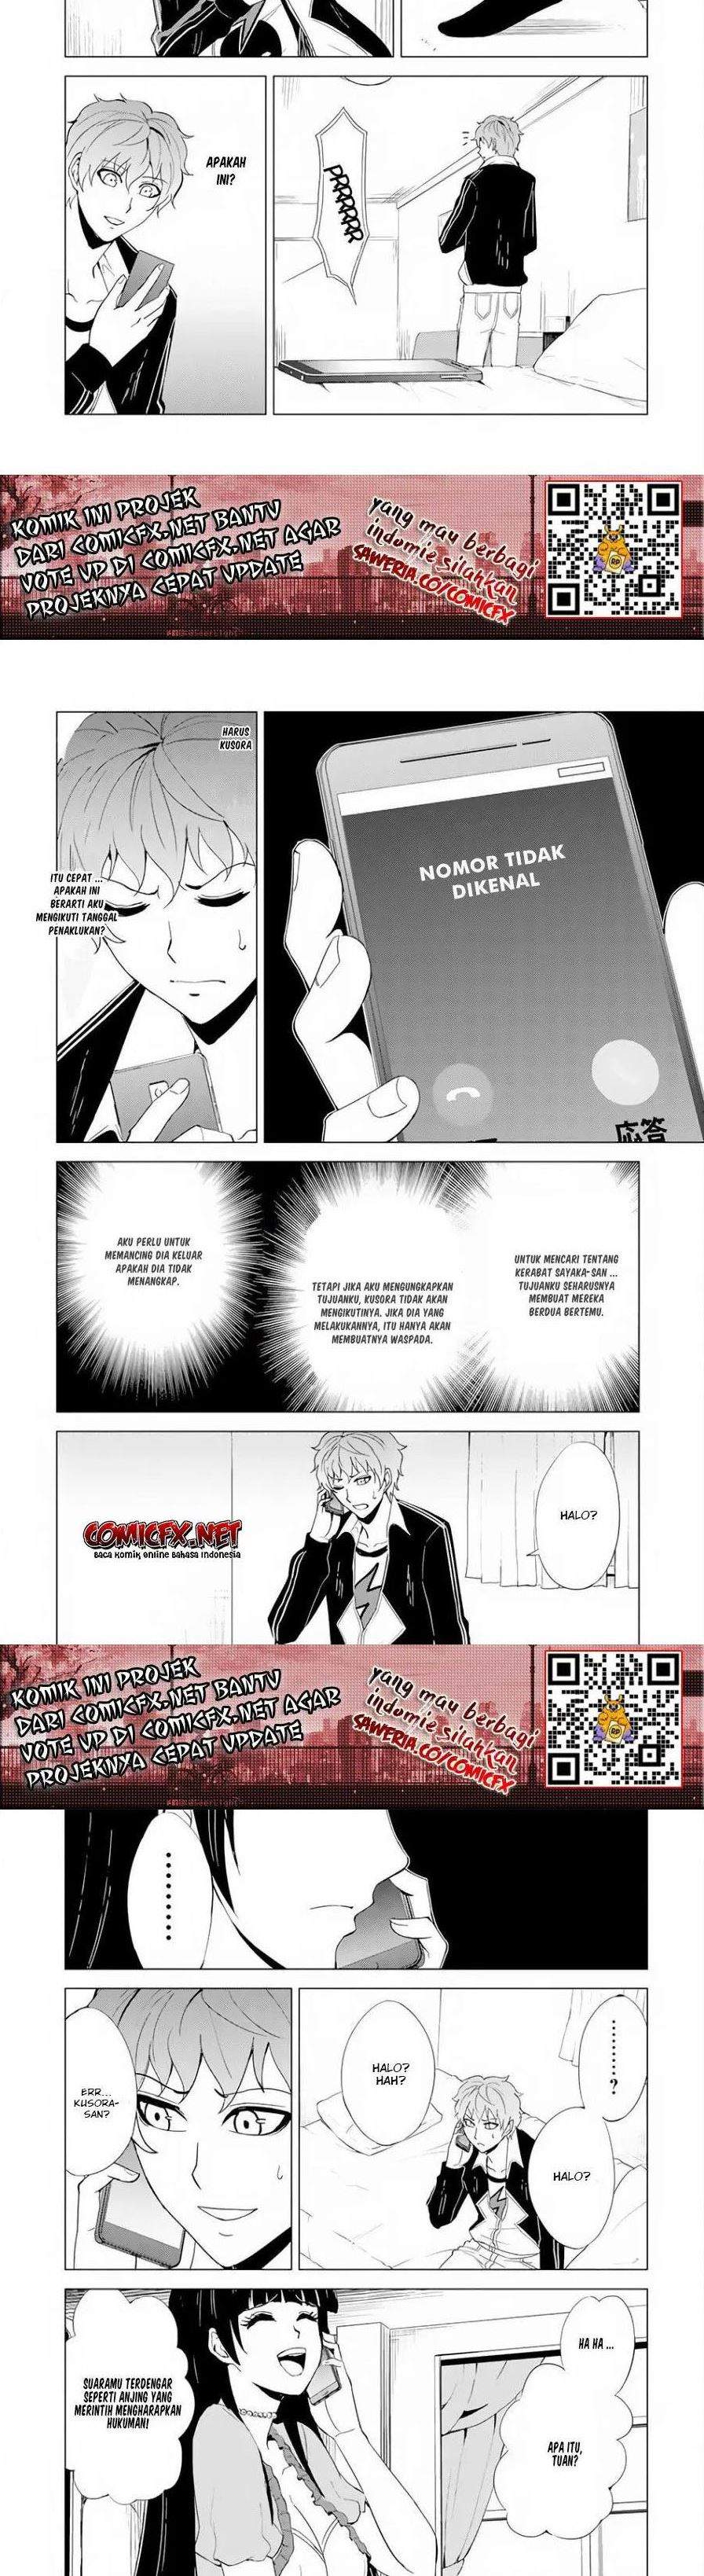 APAKAH
INI?
PRRRRRR
KOMIK INI PROJEK
DARI COMICFX.NET BANTU
VOTE UP DI COMICFX.NET AGAR
PROJEKNYA CEPAT UPDATE
yang mau berbagi
indomie silahkan
SAWERIA.CO/COMICFX
HARUS
KUSORA
ITU CEPAT ...
APAKAH INI
BERARTI AKU
MENGIKUTI TANGGAL
PENAKLUKAN?
NOMOR TIDAK
DIKENAL
応答
AKU PERLU UNTUK
MEMANCING DIA KELUAR
APAKAH DIA TIDAK
MENANGKAP.
TETAPI JIKA AKU MENGUNGKAPKAN
TUJUANKU, KUSORA TIDAK AKAN
MENGIKUTINYA. JIKA DIA YANG
MELAKUKANNYA, ITU HANYA AKAN
MEMBUATNYA WASPADA.
UNTUK MENCARI TENTANG
KERABAT SAYAKA-SAN ...
TUJUANKU SEHARUSNYA
MEMBUAT MEREKA
BERDUA BERTEMU.
HALO?
COMICFX.NET
Baca Komik Online Bahasa Indonesia
KOMIK INI PROJEK
DARI COMICFX.NET BANTU
VOTE UP DI COMICFX.NET AGAR
PROJEKNYA CEPAT UPDATE
yang mau berbagi
indomie silahkan
SAWERIA.CO/COMICFX
.........
ERR...
KUSORA-
SAN?
HALO?
HAH?
........?
HALO?
SUARAMU TERDENGAR
SEPERTI ANJING YANG
MERINTIH MENGHARAPKAN
HUKUMAN!
HA HA ...
APA ITU,
TUAN?